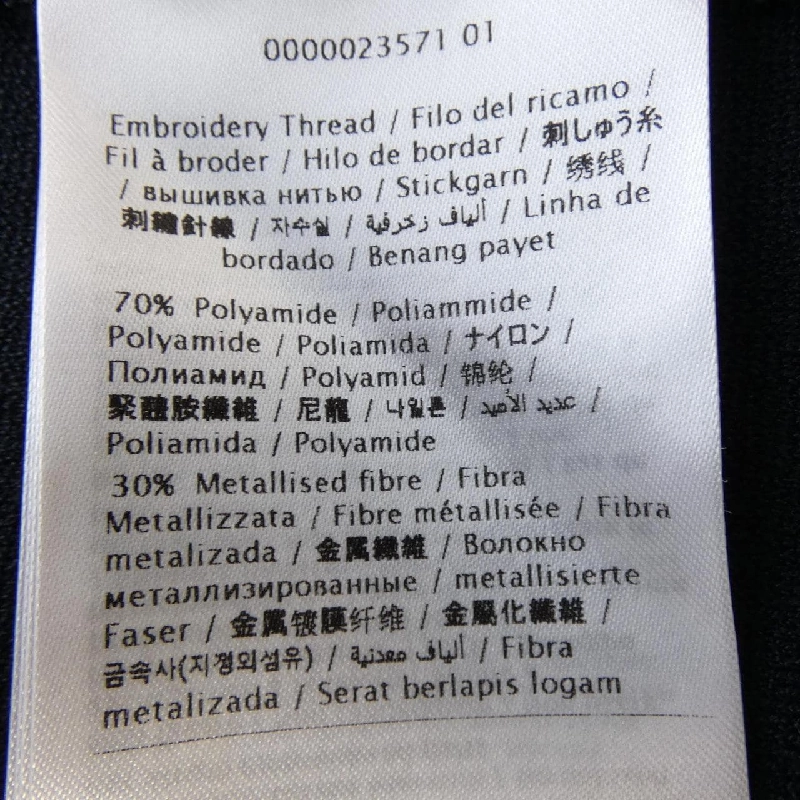 0000023571 01
Embroidery Thread / Filo del ricamo /
Fil à broder / Hilo de bordar / 刺しゅう糸
/ вышивка нитью / Stickgarn / 绣线 /
刺繡針線 / 자수실 / ألياف زخرفية / Linha de
bordado / Benang payet
70% Polyamide / Poliammide /
Polyamide / Poliamida / ナイロン /
Полиамид / Polyamid / 锦纶 /
聚醯胺纖維 / 尼龍 / 나일론 / عديد الأميد /
Poliamida / Polyamide
30% Metallised fibre / Fibra
Metallizzata / Fibre métallisée / Fibra
metalizada / 金属繊維 / Волокно
металлизированные / metallisierte
Faser / 金属镀膜纤维 / 金屬化纖維 /
금속사(지정외섬유) / ألياف معدنية / Fibra
metalizada / Serat berlapis logam